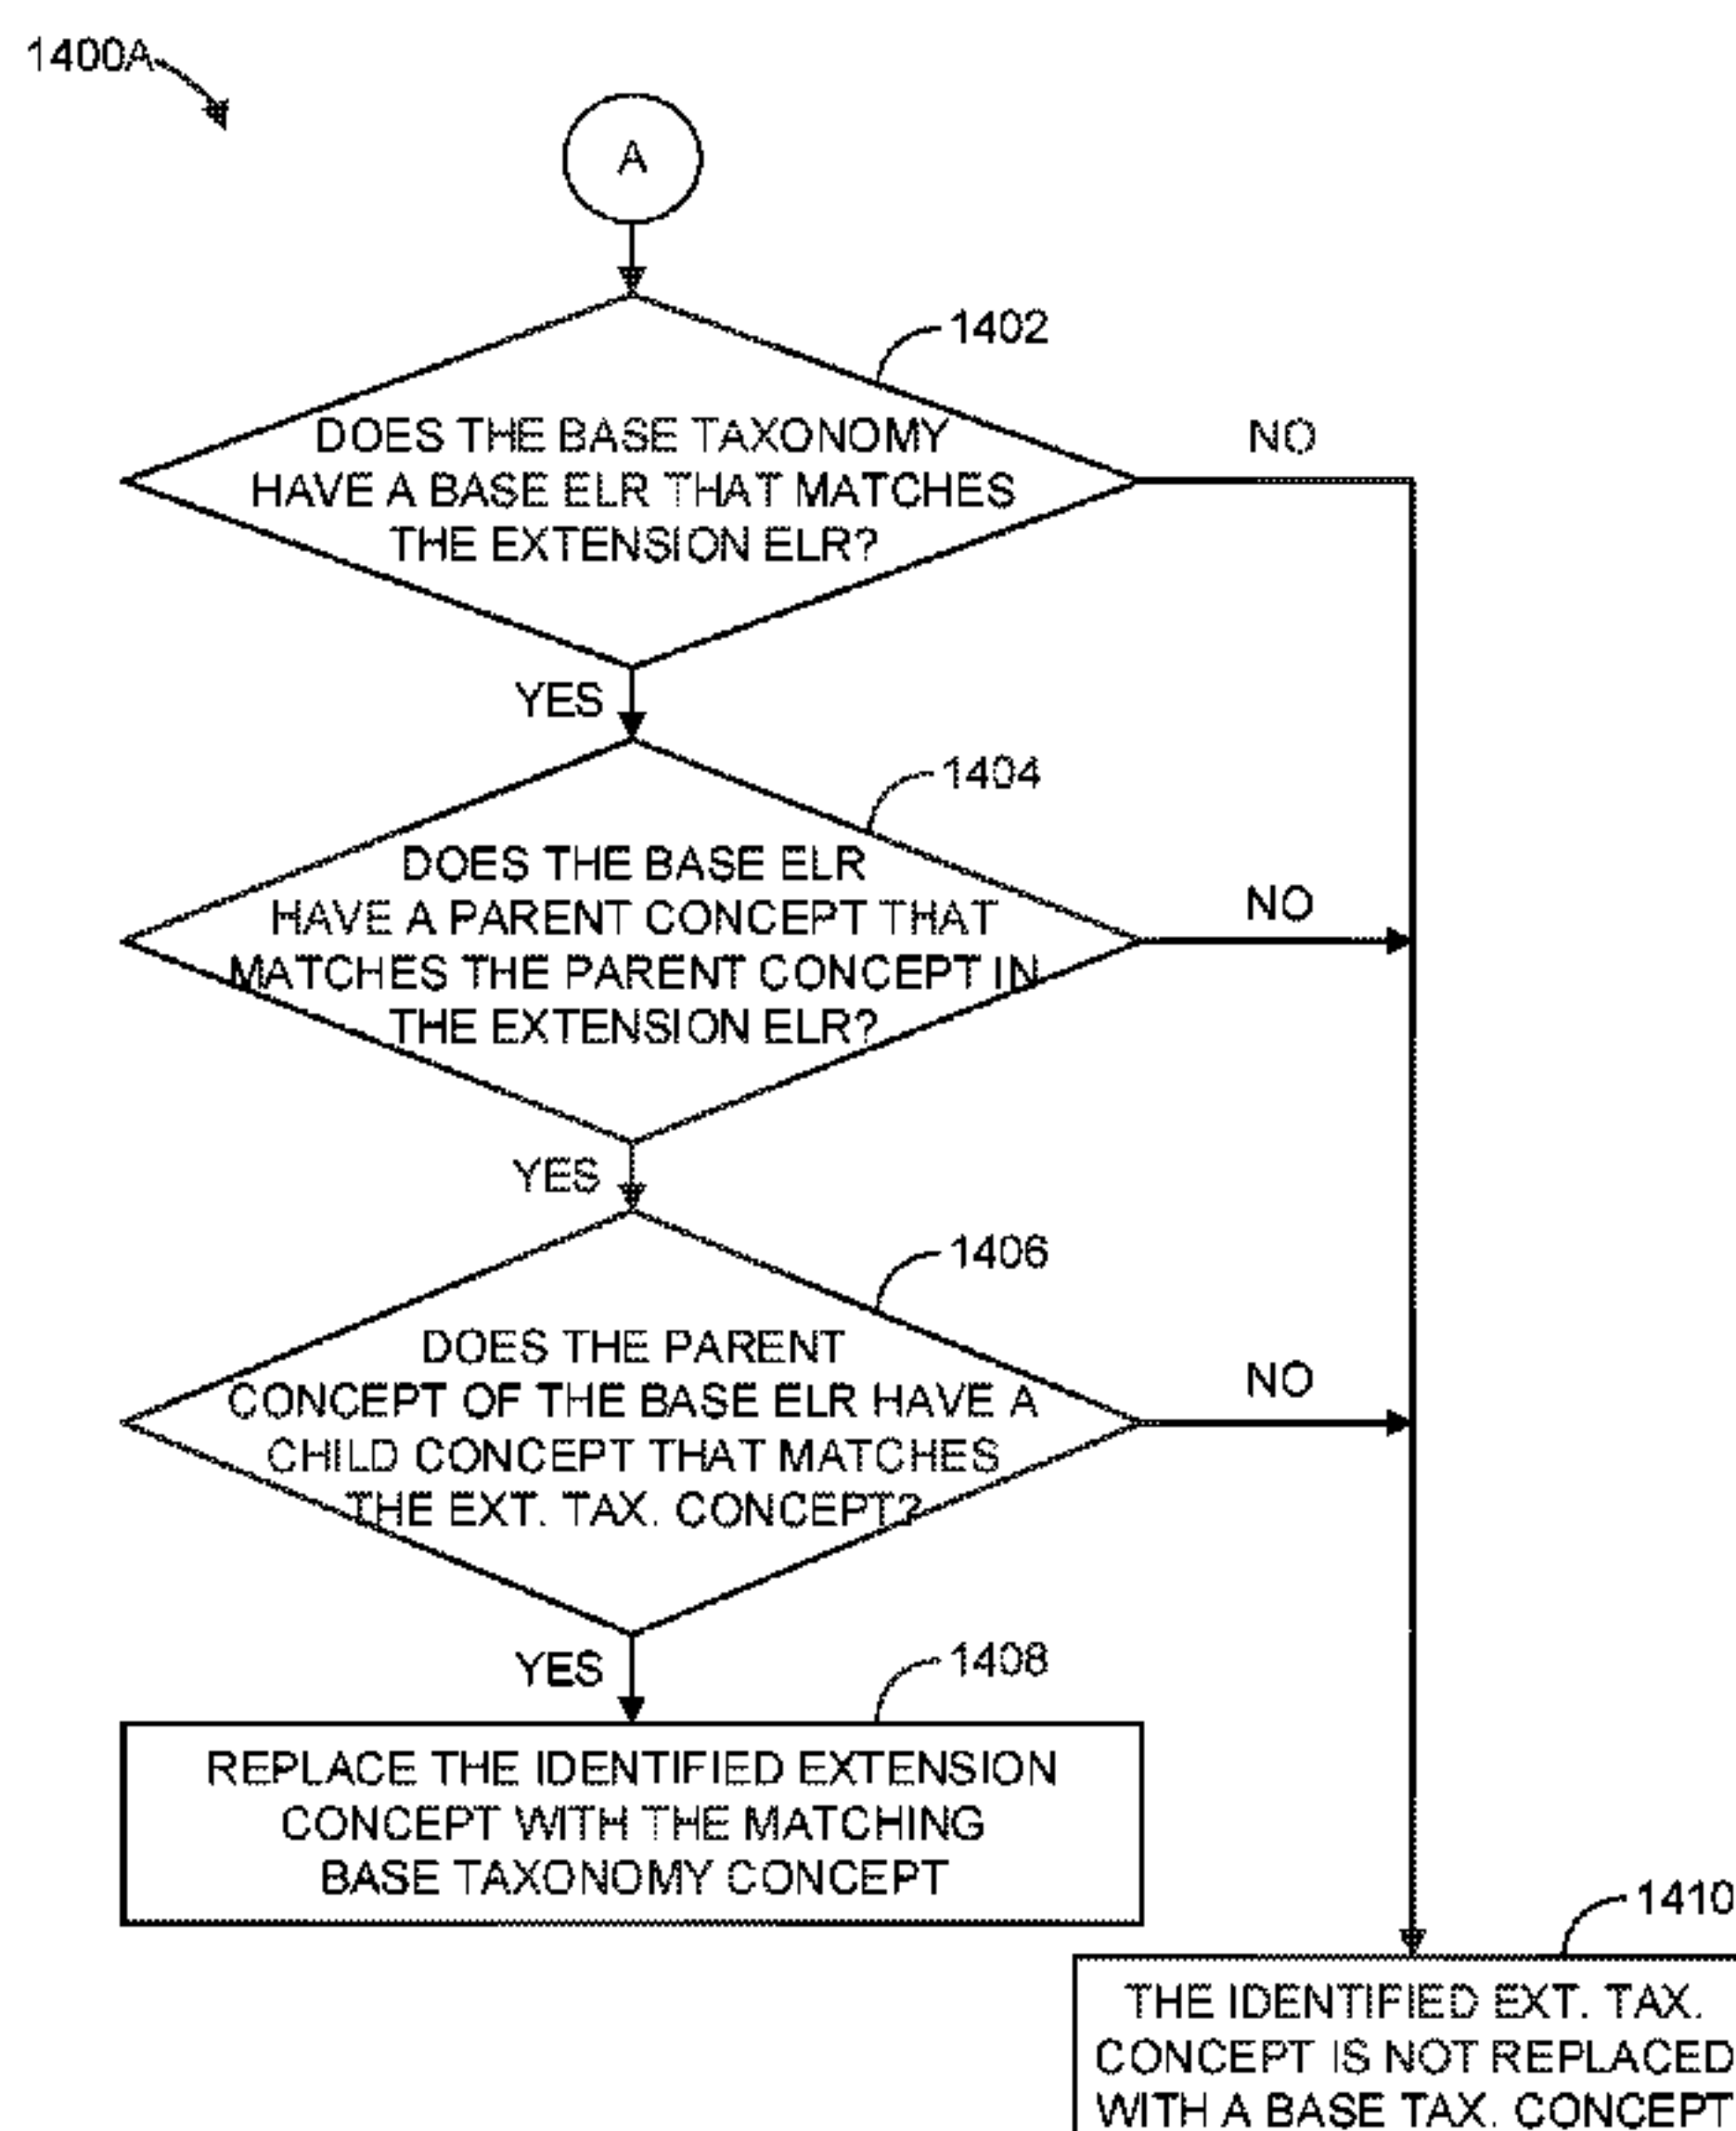 1400A
A
1402
DOES THE BASE TAXONOMY
HAVE A BASE ELR THAT MATCHES
THE EXTENSION ELR?
NO
YES
1404
DOES THE BASE ELR
HAVE A PARENT CONCEPT THAT
MATCHES THE PARENT CONCEPT IN
THE EXTENSION ELR?
NO
YES
1406
DOES THE PARENT
CONCEPT OF THE BASE ELR HAVE A
CHILD CONCEPT THAT MATCHES
THE EXT. TAX. CONCEPT?
NO
YES
1408
REPLACE THE IDENTIFIED EXTENSION
CONCEPT WITH THE MATCHING
BASE TAXONOMY CONCEPT
1410
THE IDENTIFIED EXT. TAX.
CONCEPT IS NOT REPLACED
WITH A BASE TAX. CONCEPT